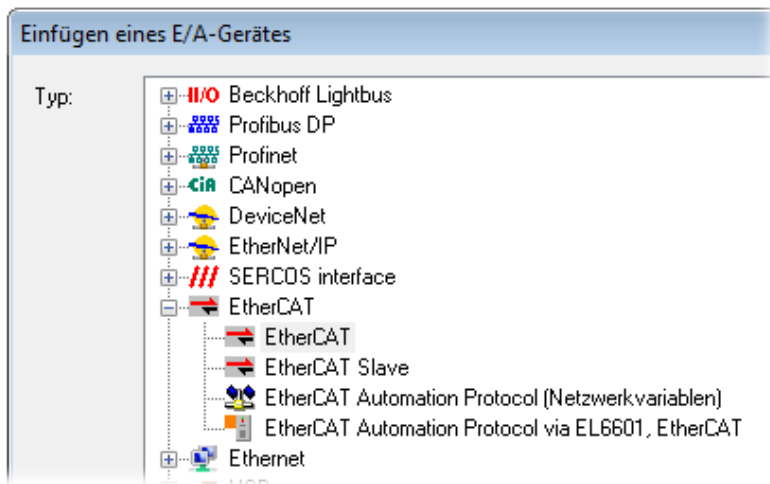 Einfügen eines E/A-Gerätes
Typ:
II/O Beckhoff Lightbus
Profibus DP
Profinet
CiA CANopen
DeviceNet
EtherNet/IP
SERCOS interface
EtherCAT
EtherCAT
EtherCAT Slave
EtherCAT Automation Protocol (Netzwerkvariablen)
EtherCAT Automation Protocol via EL6601, EtherCAT
Ethernet